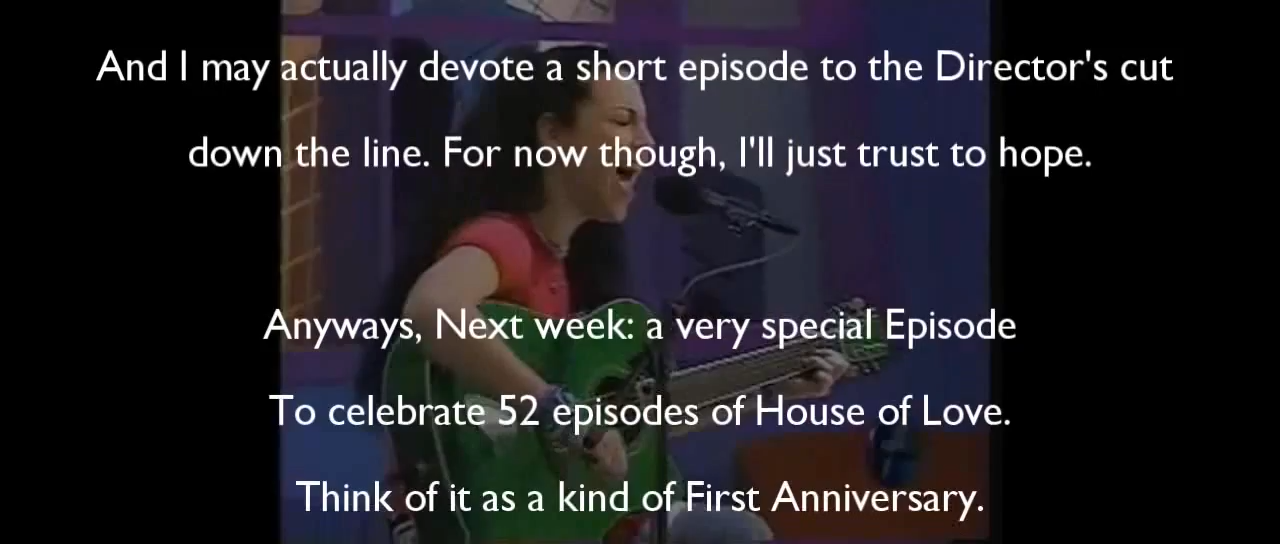 And I may actually devote a short episode to the Director's cut
down the line. For now though, I'll just trust to hope.
Anyways, Next week: a very special Episode
To celebrate 52 episodes of House of Love.
Think of it as a kind of First Anniversary.